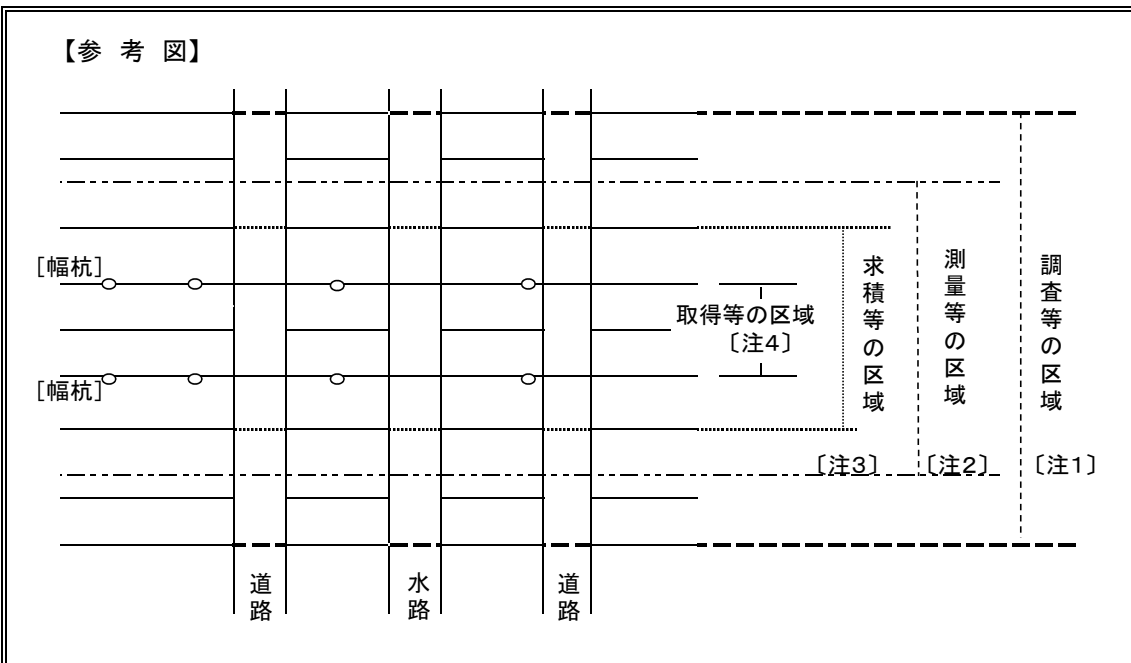 【参 考 図】
[幅杭]
[幅杭]
取得等の区域
〔注4〕
求積等の区域
〔注3〕
測量等の区域
〔注2〕
調査等の区域
〔注1〕
道路
水路
道路